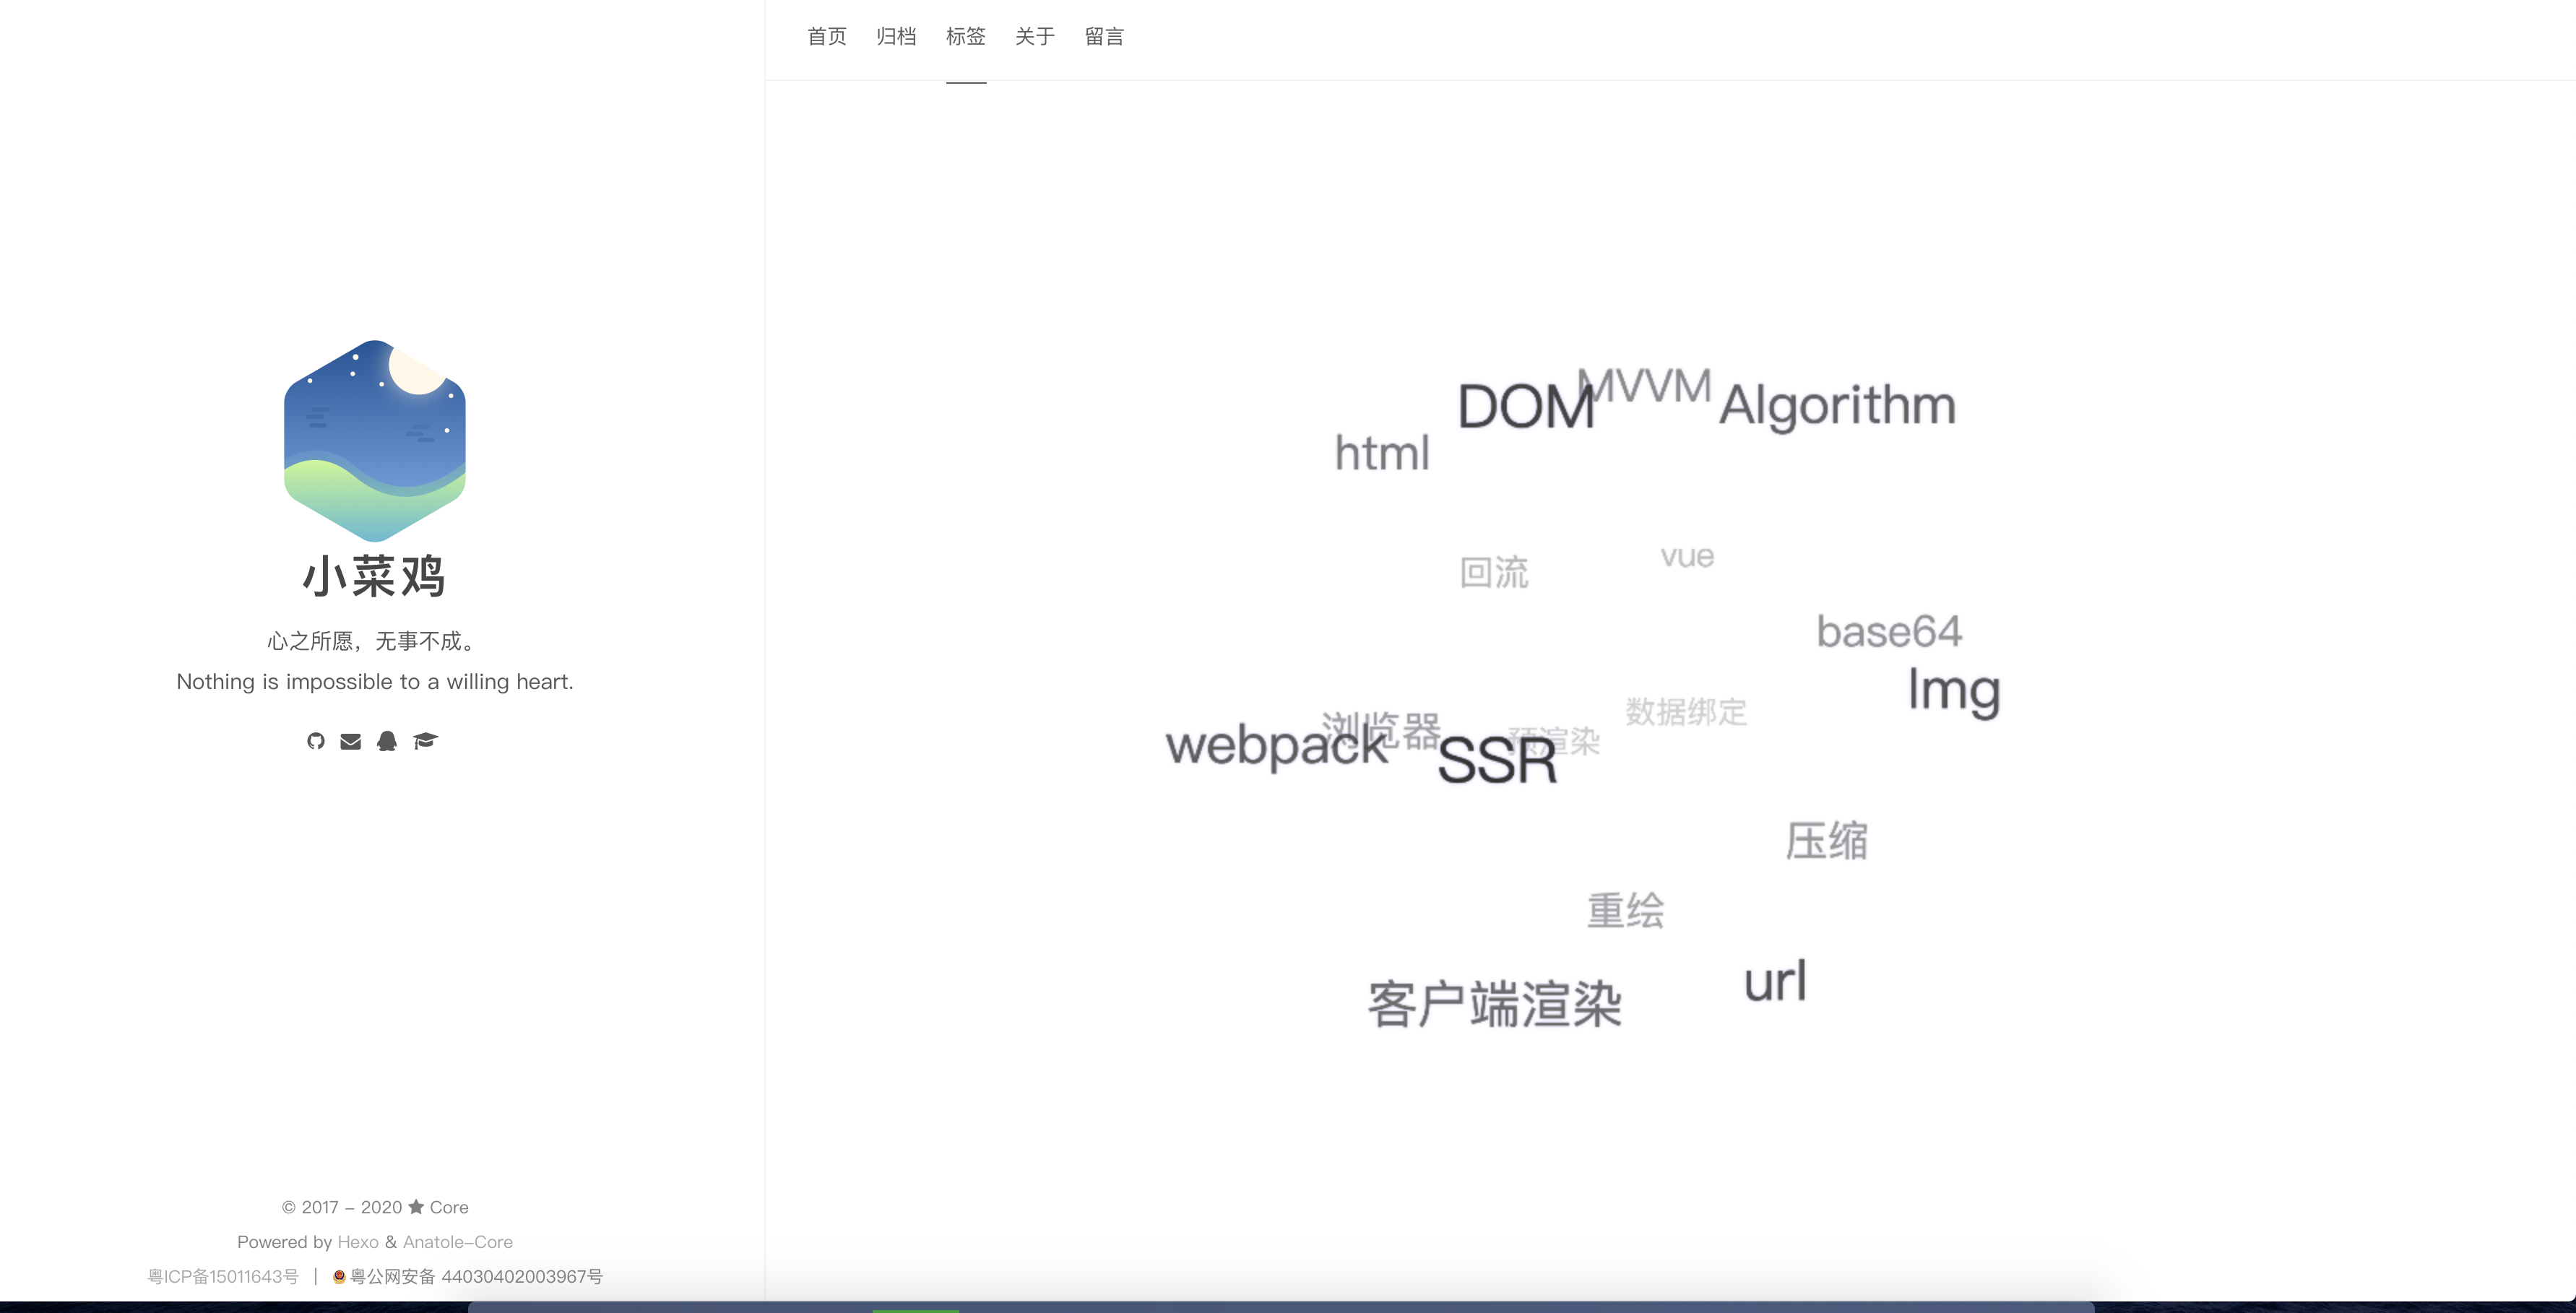 首页 归档 标签 关于 留言
小菜鸡
心之所愿，无事不成。
Nothing is impossible to a willing heart.
© 2017 - 2020 ★ Core
Powered by Hexo & Anatole-Core
粤ICP备15011643号 | 粤公网安备 44030402003967号
MVVM
DOM
Algorithm
html
vue
回流
base64
Img
数据绑定
浏览器
预渲染
webpack
SSR
压缩
重绘
url
客户端渲染